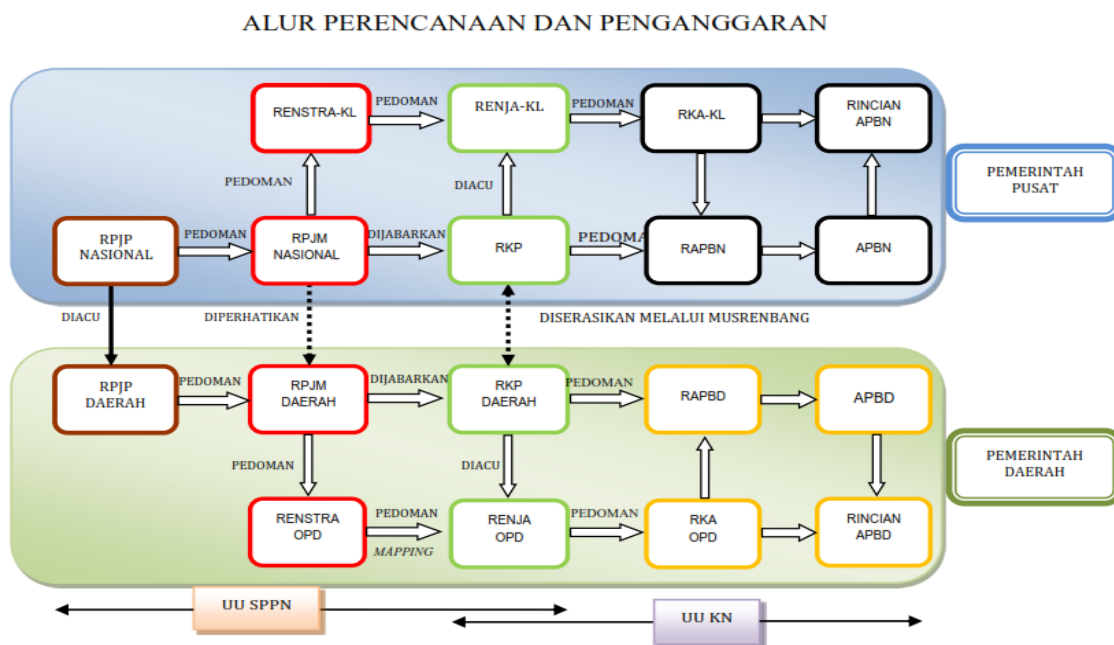 ALUR PERENCANAAN DAN PENGANGGARAN
RENSTRA-KL
PEDOMAN
RENJA-KL
PEDOMAN
RKA-KL
RINCIAN
APBN
PEDOMAN
DIACU
PEMERINTAH
PUSAT
RPJP
NASIONAL
PEDOMAN
RPJM
NASIONAL
DIJABARKAN
RKP
PEDOMA
RAPBN
APBN
DIACU
DIPERHATIKAN
DISERASIKAN MELALUI MUSRENBANG
RPJP
DAERAH
PEDOMAN
RPJM
DAERAH
DIJABARKAN
RKP
DAERAH
PEDOMAN
RAPBD
APBD
PEDOMAN
DIACU
PEMERINTAH
DAERAH
RENSTRA
OPD
PEDOMAN
MAPPING
RENJA
OPD
PEDOMAN
RKA
OPD
RINCIAN
APBD
UU SPPN
UU KN